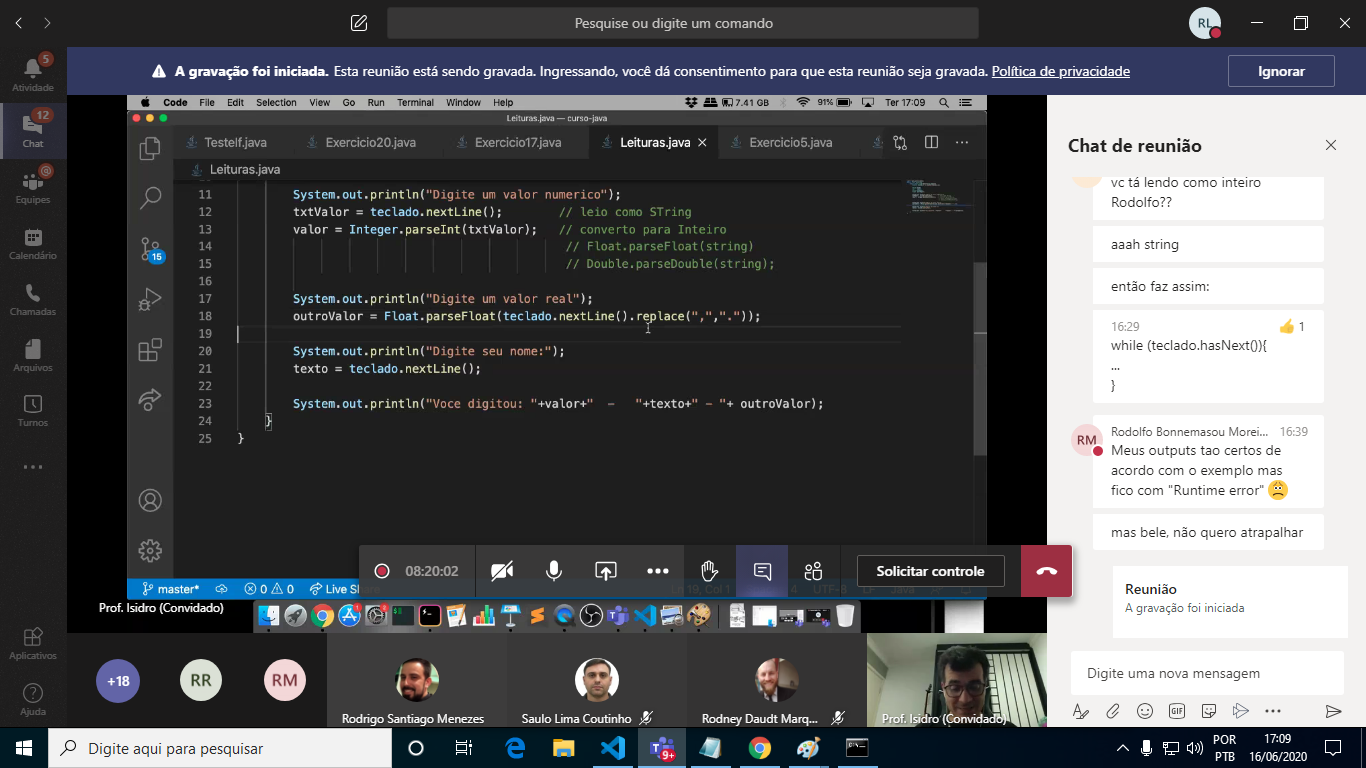 Pesquise ou digite um comando
RL
A gravação foi iniciada. Esta reunião está sendo gravada. Ingressando, você dá consentimento para que esta reunião seja gravada. Política de privacidade
Ignorar
5
Atividade
12
Chat
Equipes
Calendário
Chamadas
Arquivos
Turnos
Aplicativos
Ajuda
Code File Edit Selection View Go Run Terminal Window Help
7.41 GB 91% Ter 17:09
Leituras.java — curso-java
TesteIf.java Exercicio20.java Exercicio17.java Leituras.java Exercicio5.java
Leituras.java
15
11 System.out.println("Digite um valor numerico");
12 txtValor = teclado.nextLine(); // leio como STring
13 valor = Integer.parseInt(txtValor); // converto para Inteiro
14 // Float.parseFloat(string)
15 // Double.parseDouble(string);
16
17 System.out.println("Digite um valor real");
18 outroValor = Float.parseFloat(teclado.nextLine().replace(",","."));
19
20 System.out.println("Digite seu nome:");
21 texto = teclado.nextLine();
22
23 System.out.println("Voce digitou: "+valor+" - "+texto+" - "+ outroValor);
24 }
25 }
08:20:02
Solicitar controle
master* 0 0 Live Sh
Prof. Isidro (Convidado)
+18
RR
RM
Rodrigo Santiago Menezes
Saulo Lima Coutinho
Rodney Daudt Marq...
Prof. Isidro (Convidado)
Chat de reunião
vc tá lendo como inteiro
Rodolfo??
aaah string
então faz assim:
16:29 1
while (teclado.hasNext()){
...
}
RM
Rodolfo Bonnemasou Morei... 16:39
Meus outputs tao certos de
acordo com o exemplo mas
fico com "Runtime error"
mas bele, não quero atrapalhar
Reunião
A gravação foi iniciada
Digite uma nova mensagem
GIF
Digite aqui para pesquisar
9+
POR
PTB
17:09
16/06/2020